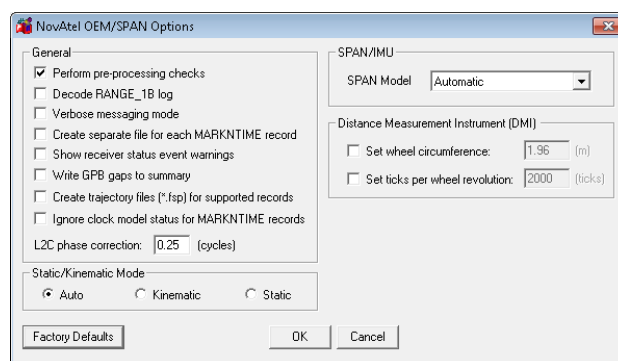 NovAtel OEM/SPAN Options
General
Perform pre-processing checks
Decode RANGE_1B log
Verbose messaging mode
Create separate file for each MARKNTIME record
Show receiver status event warnings
Write GPB gaps to summary
Create trajectory files (*.fsp) for supported records
Ignore clock model status for MARKNTIME records
L2C phase correction: 0.25 (cycles)
Static/Kinematic Mode
Auto Kinematic Static
SPAN/IMU
SPAN Model Automatic
Distance Measurement Instrument (DMI)
Set wheel circumference: 1.96 (m)
Set ticks per wheel revolution: 2000 (ticks)
Factory Defaults OK Cancel